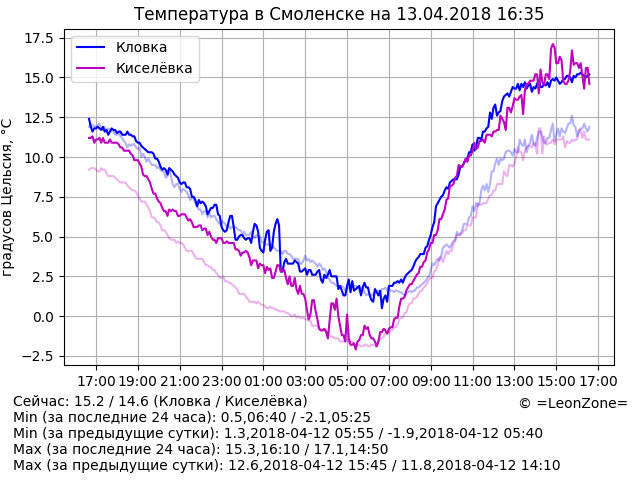 Температура в Смоленске на 13.04.2018 16:35
градусов Цельсия, °C
17.5
15.0
12.5
10.0
7.5
5.0
2.5
0.0
−2.5
Кловка
Киселёвка
17:00 19:00 21:00 23:00 01:00 03:00 05:00 07:00 09:00 11:00 13:00 15:00 17:00
Сейчас: 15.2 / 14.6 (Кловка / Киселёвка)
© =LeonZone=
Min (за последние 24 часа): 0.5,06:40 / -2.1,05:25
Min (за предыдущие сутки): 1.3,2018-04-12 05:55 / -1.9,2018-04-12 05:40
Max (за последние 24 часа): 15.3,16:10 / 17.1,14:50
Max (за предыдущие сутки): 12.6,2018-04-12 15:45 / 11.8,2018-04-12 14:10